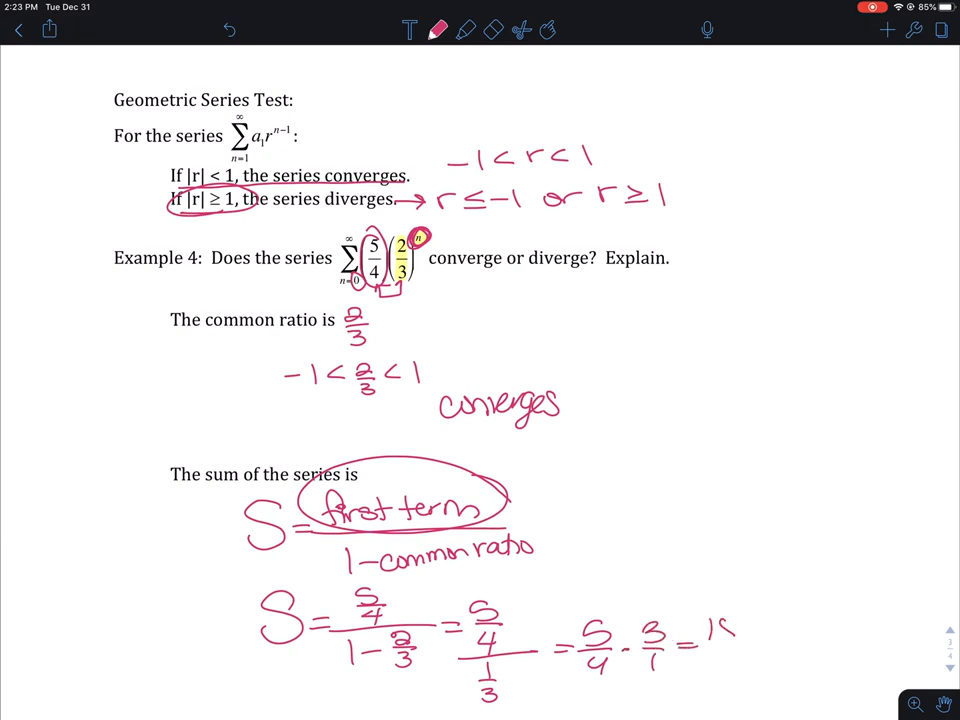 2:23 PM Tue Dec 31 85%
Geometric Series Test:
For the series ∑_{n=1}^{∞} a₁r^{n−1}:
If |r| < 1, the series converges. −1 < r < 1
If |r| ≥ 1, the series diverges. → r ≤ −1 or r ≥ 1
Example 4: Does the series ∑_{n=0}^{∞} 5/4 (2/3)^n converge or diverge? Explain.
The common ratio is 2/3
−1 < 2/3 < 1
converges
The sum of the series is
S = first term / 1 − common ratio
S = (5/4) / (1 − 2/3) = (5/4) / (1/3) = 5/4 · 3/1 =
3/4